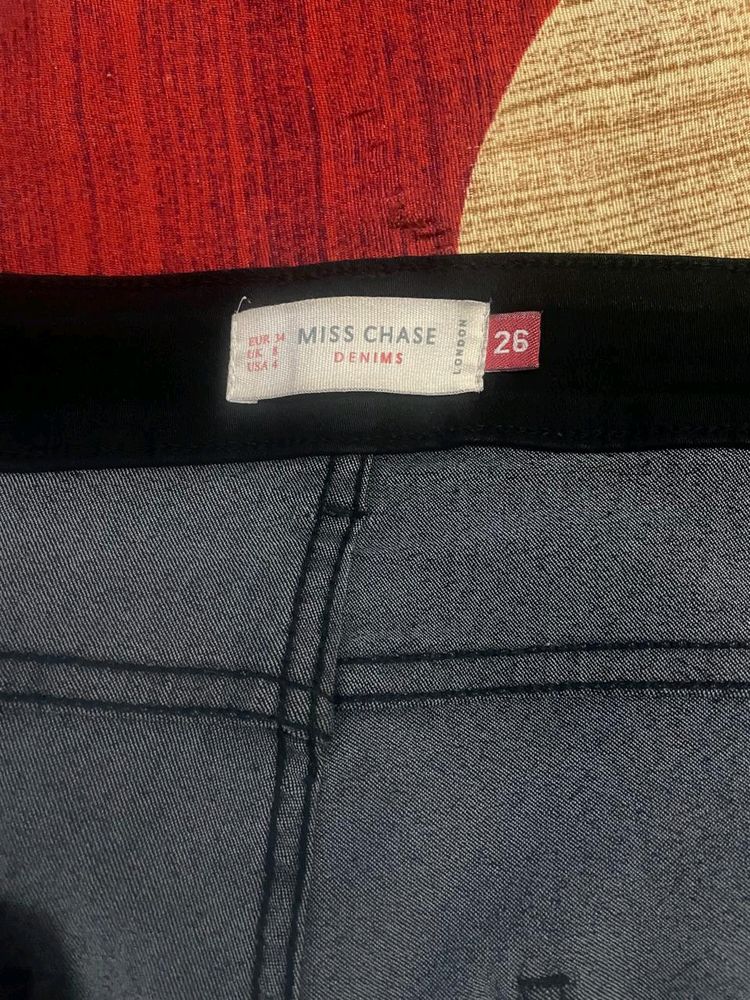 EUR 34
UK 8
USA 4
MISS CHASE
DENIMS
LONDON
26